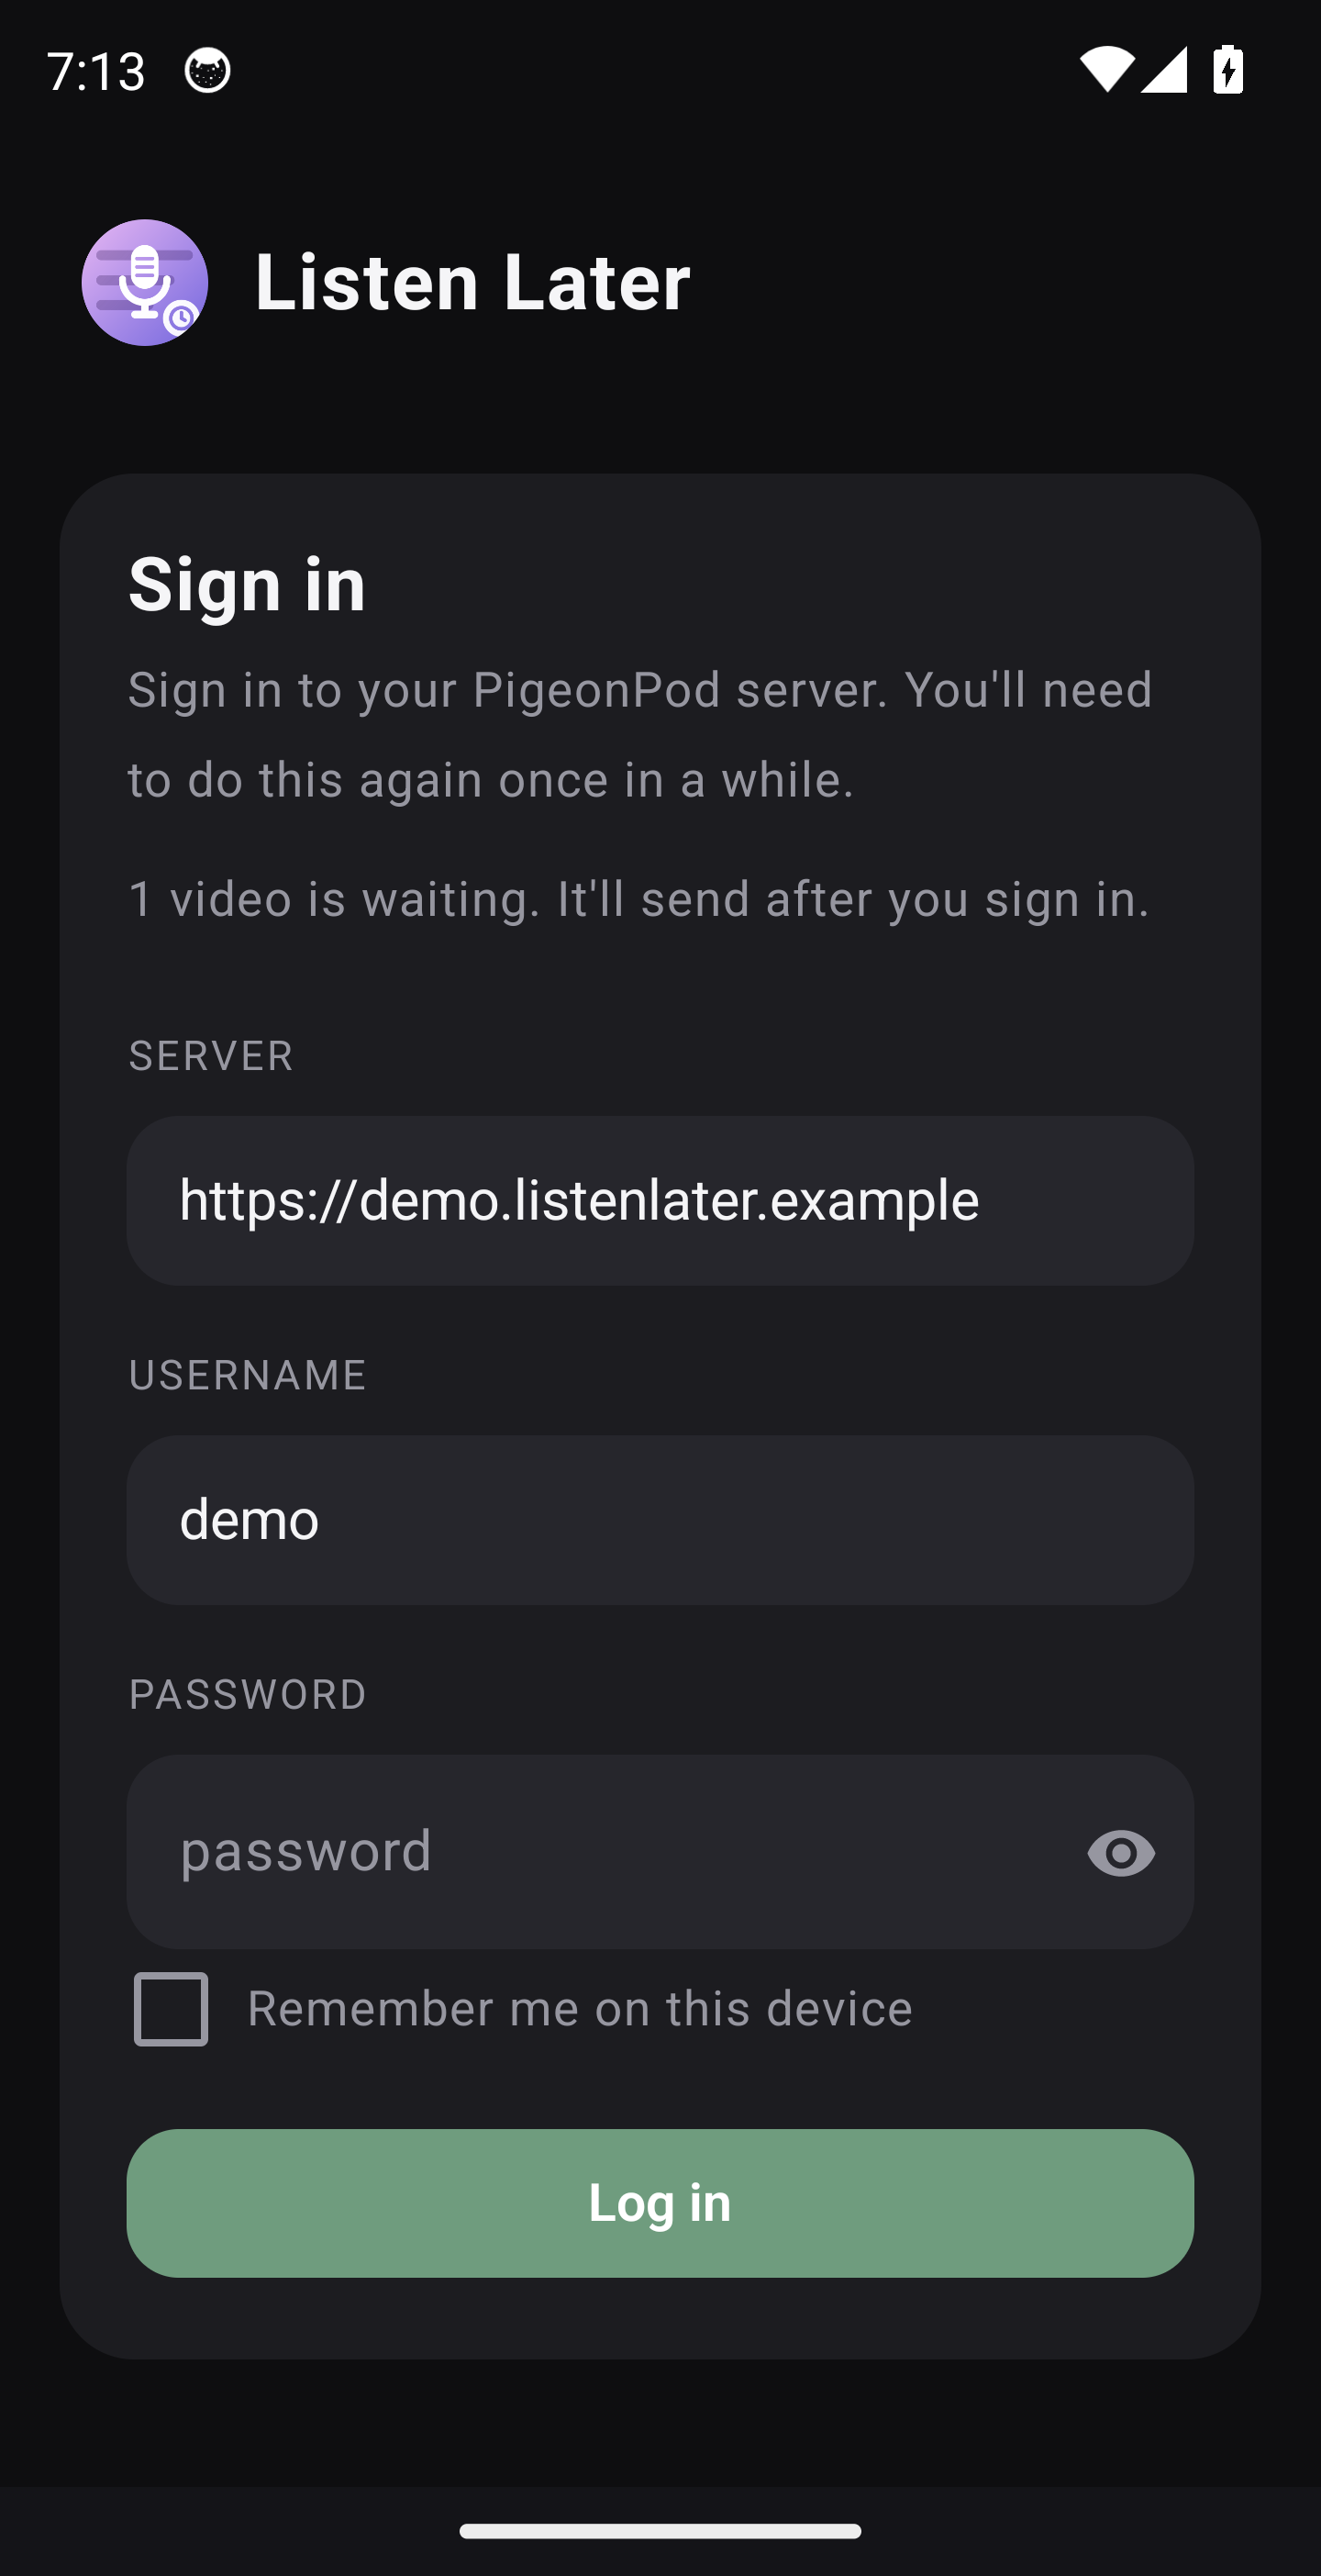 7:13
Listen Later
Sign in
Sign in to your PigeonPod server. You'll need
to do this again once in a while.
1 video is waiting. It'll send after you sign in.
SERVER
https://demo.listenlater.example
USERNAME
demo
PASSWORD
password
Remember me on this device
Log in